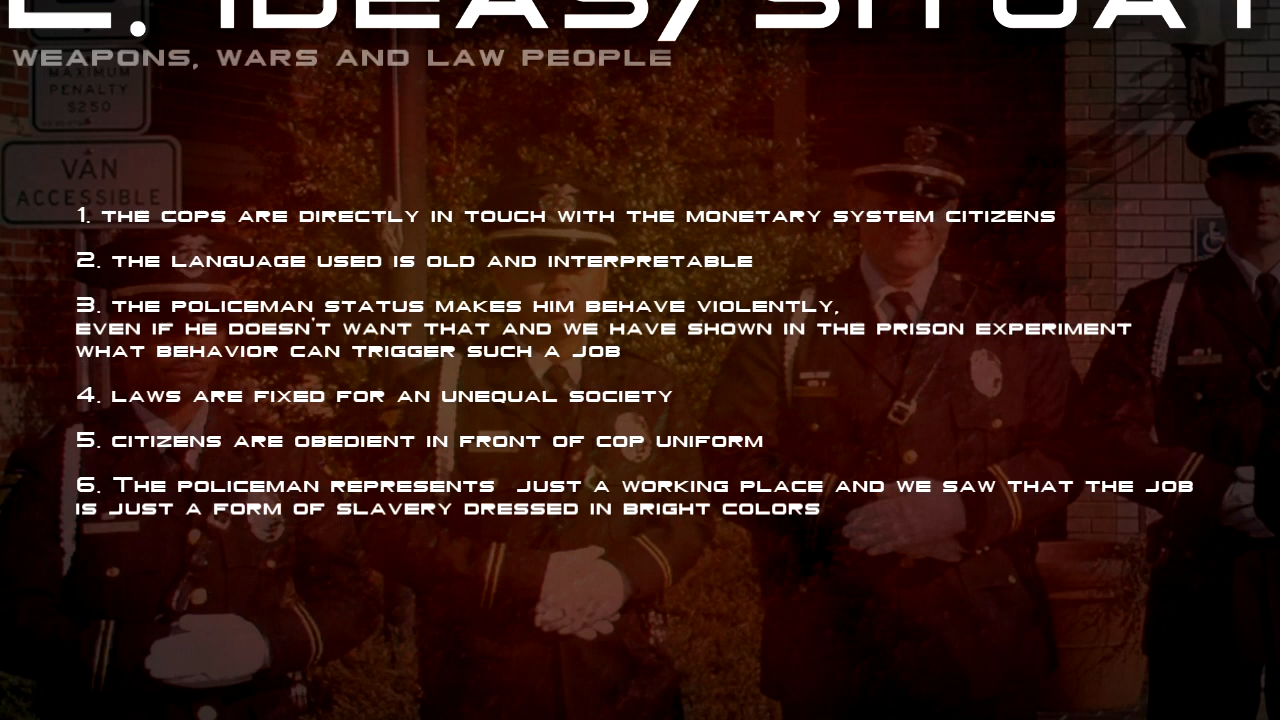 2. IDEAS/SITUAT
WEAPONS, WARS AND LAW PEOPLE
MAXIMUM
PENALTY
$250
VAN
ACCESSIBLE
1. THE COPS ARE DIRECTLY IN TOUCH WITH THE MONETARY SYSTEM CITIZENS
2. THE LANGUAGE USED IS OLD AND INTERPRETABLE
3. THE POLICEMAN STATUS MAKES HIM BEHAVE VIOLENTLY,
EVEN IF HE DOESN'T WANT THAT AND WE HAVE SHOWN IN THE PRISON EXPERIMENT
WHAT BEHAVIOR CAN TRIGGER SUCH A JOB
4. LAWS ARE FIXED FOR AN UNEQUAL SOCIETY
5. CITIZENS ARE OBEDIENT IN FRONT OF COP UNIFORM
6. THE POLICEMAN REPRESENTS JUST A WORKING PLACE AND WE SAW THAT THE JOB
IS JUST A FORM OF SLAVERY DRESSED IN BRIGHT COLORS